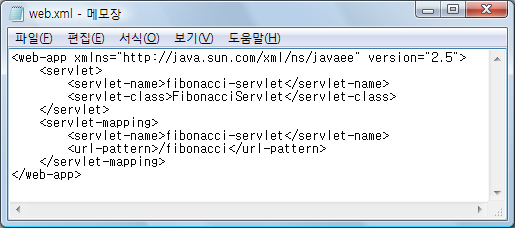 web.xml - 메모장
파일(F) 편집(E) 서식(O) 보기(V) 도움말(H)
<web-app xmlns="http://java.sun.com/xml/ns/javaee" version="2.5">
    <servlet>
        <servlet-name>fibonacci-servlet</servlet-name>
        <servlet-class>FibonacciServlet</servlet-class>
    </servlet>
    <servlet-mapping>
        <servlet-name>fibonacci-servlet</servlet-name>
        <url-pattern>/fibonacci</url-pattern>
    </servlet-mapping>
</web-app>